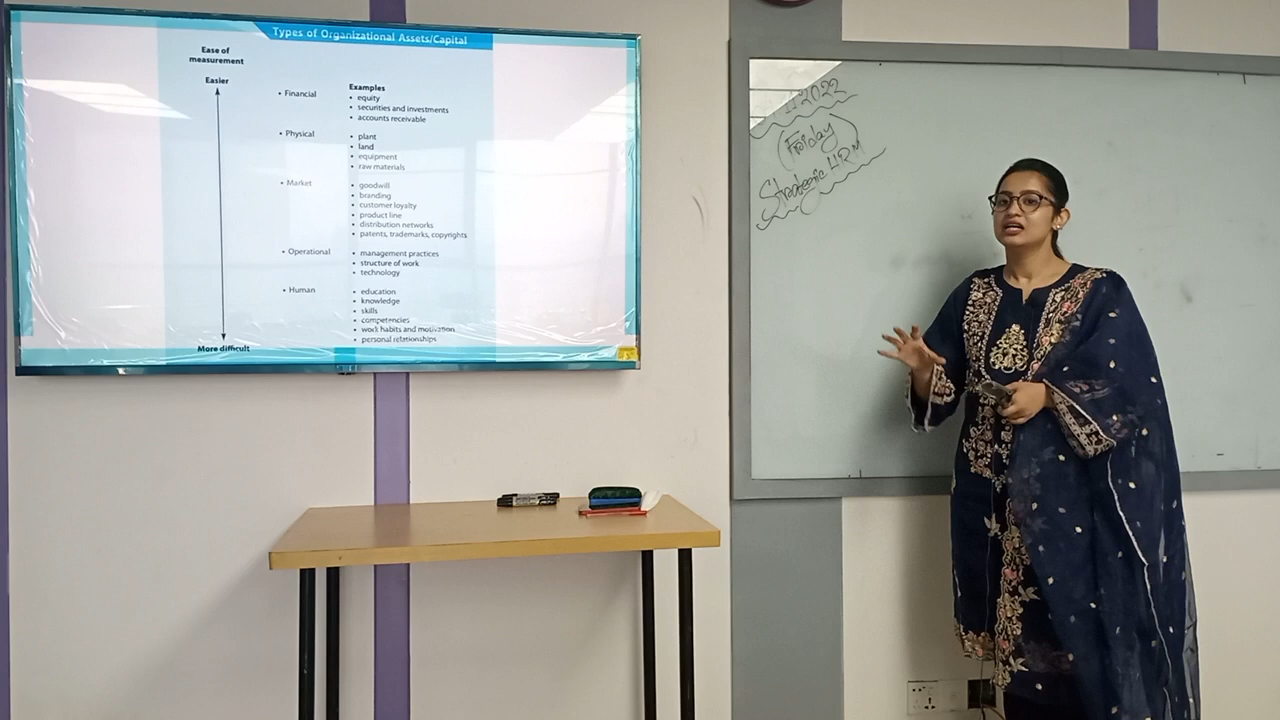 Types of Organizational Assets/Capital
Ease of
measurement
Easier
Examples
• Financial
• equity
• securities and investments
• accounts receivable
• Physical
• plant
• land
• equipment
• raw materials
• Market
• goodwill
• branding
• customer loyalty
• product line
• distribution networks
• patents, trademarks, copyrights
• Operational
• management practices
• structure of work
• technology
• Human
• education
• knowledge
• skills
• competencies
• work habits and motivation
• personal relationships
More difficult
2022
(Friday)
Strategic HRM